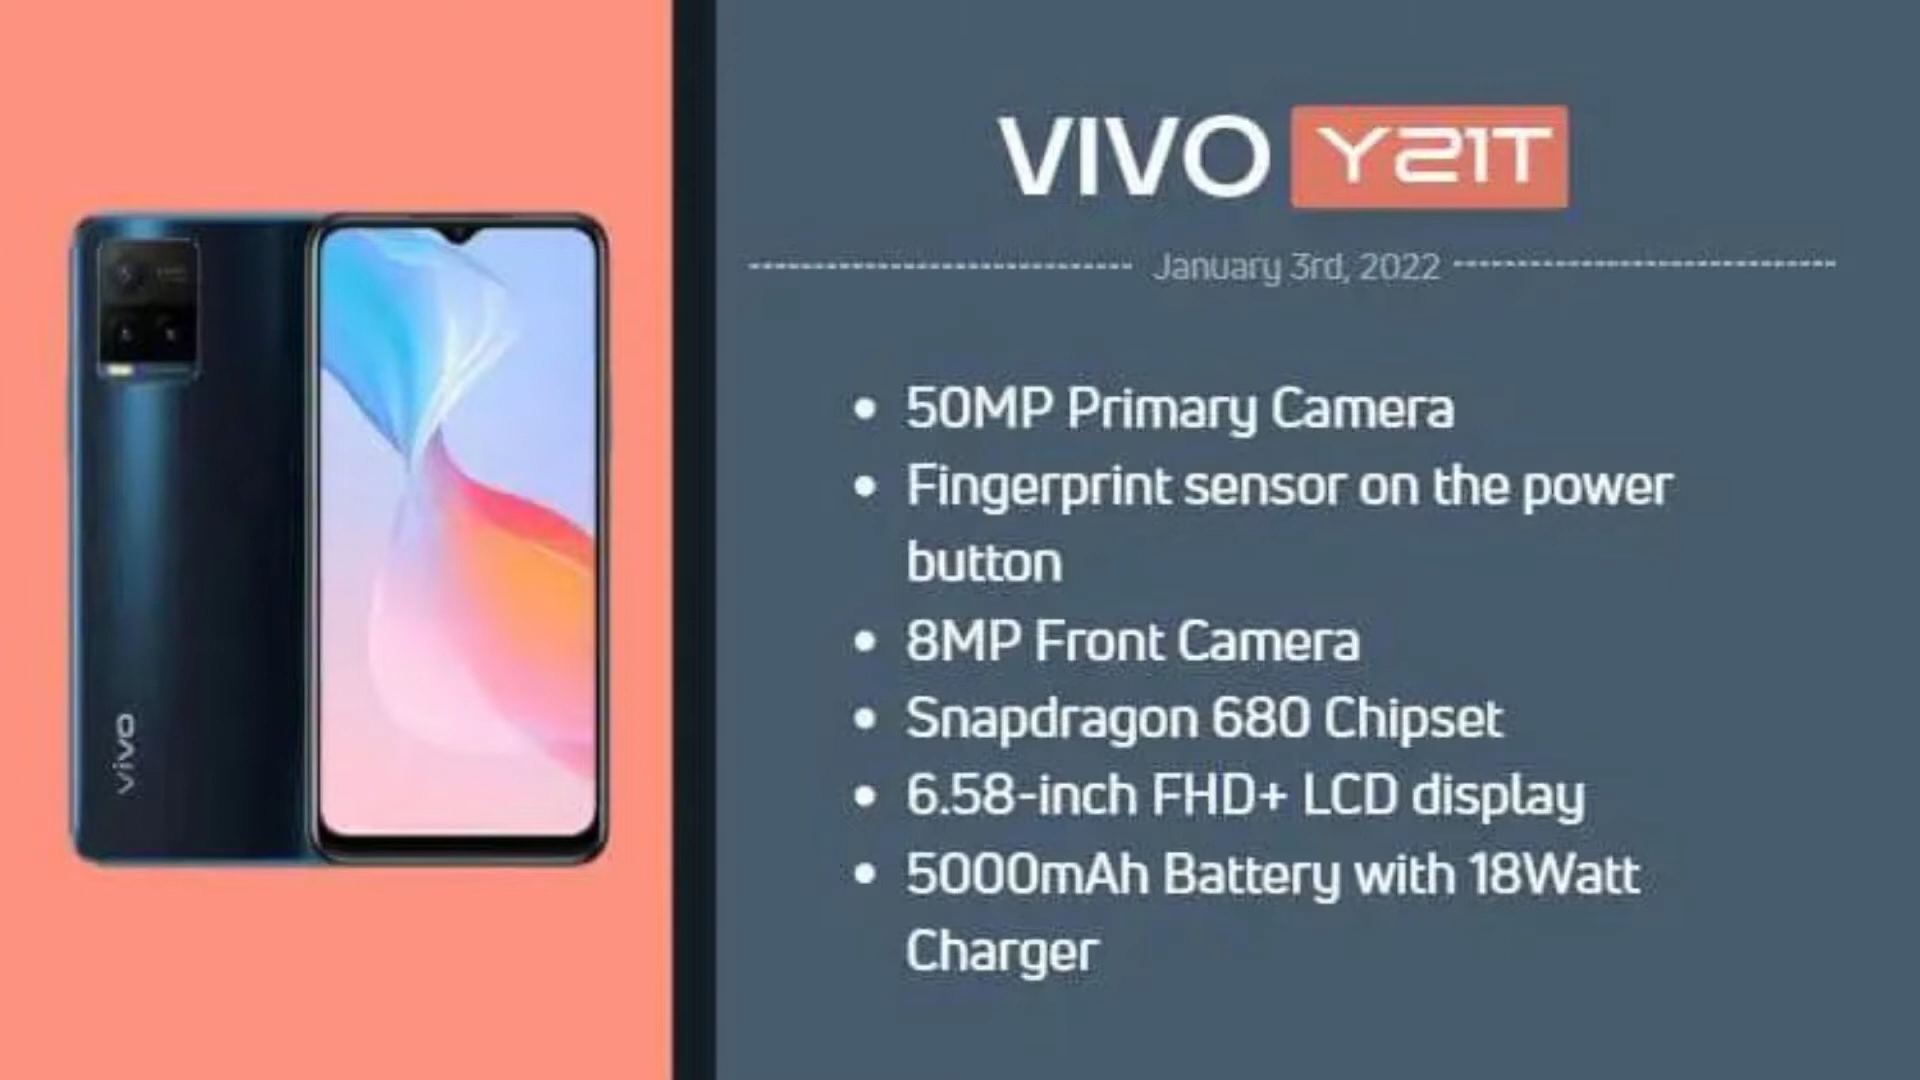 VIVO Y21T
January 3rd, 2022
• 50MP Primary Camera
• Fingerprint sensor on the power
button
• 8MP Front Camera
• Snapdragon 680 Chipset
• 6.58-inch FHD+ LCD display
• 5000mAh Battery with 18Watt
Charger
vivo